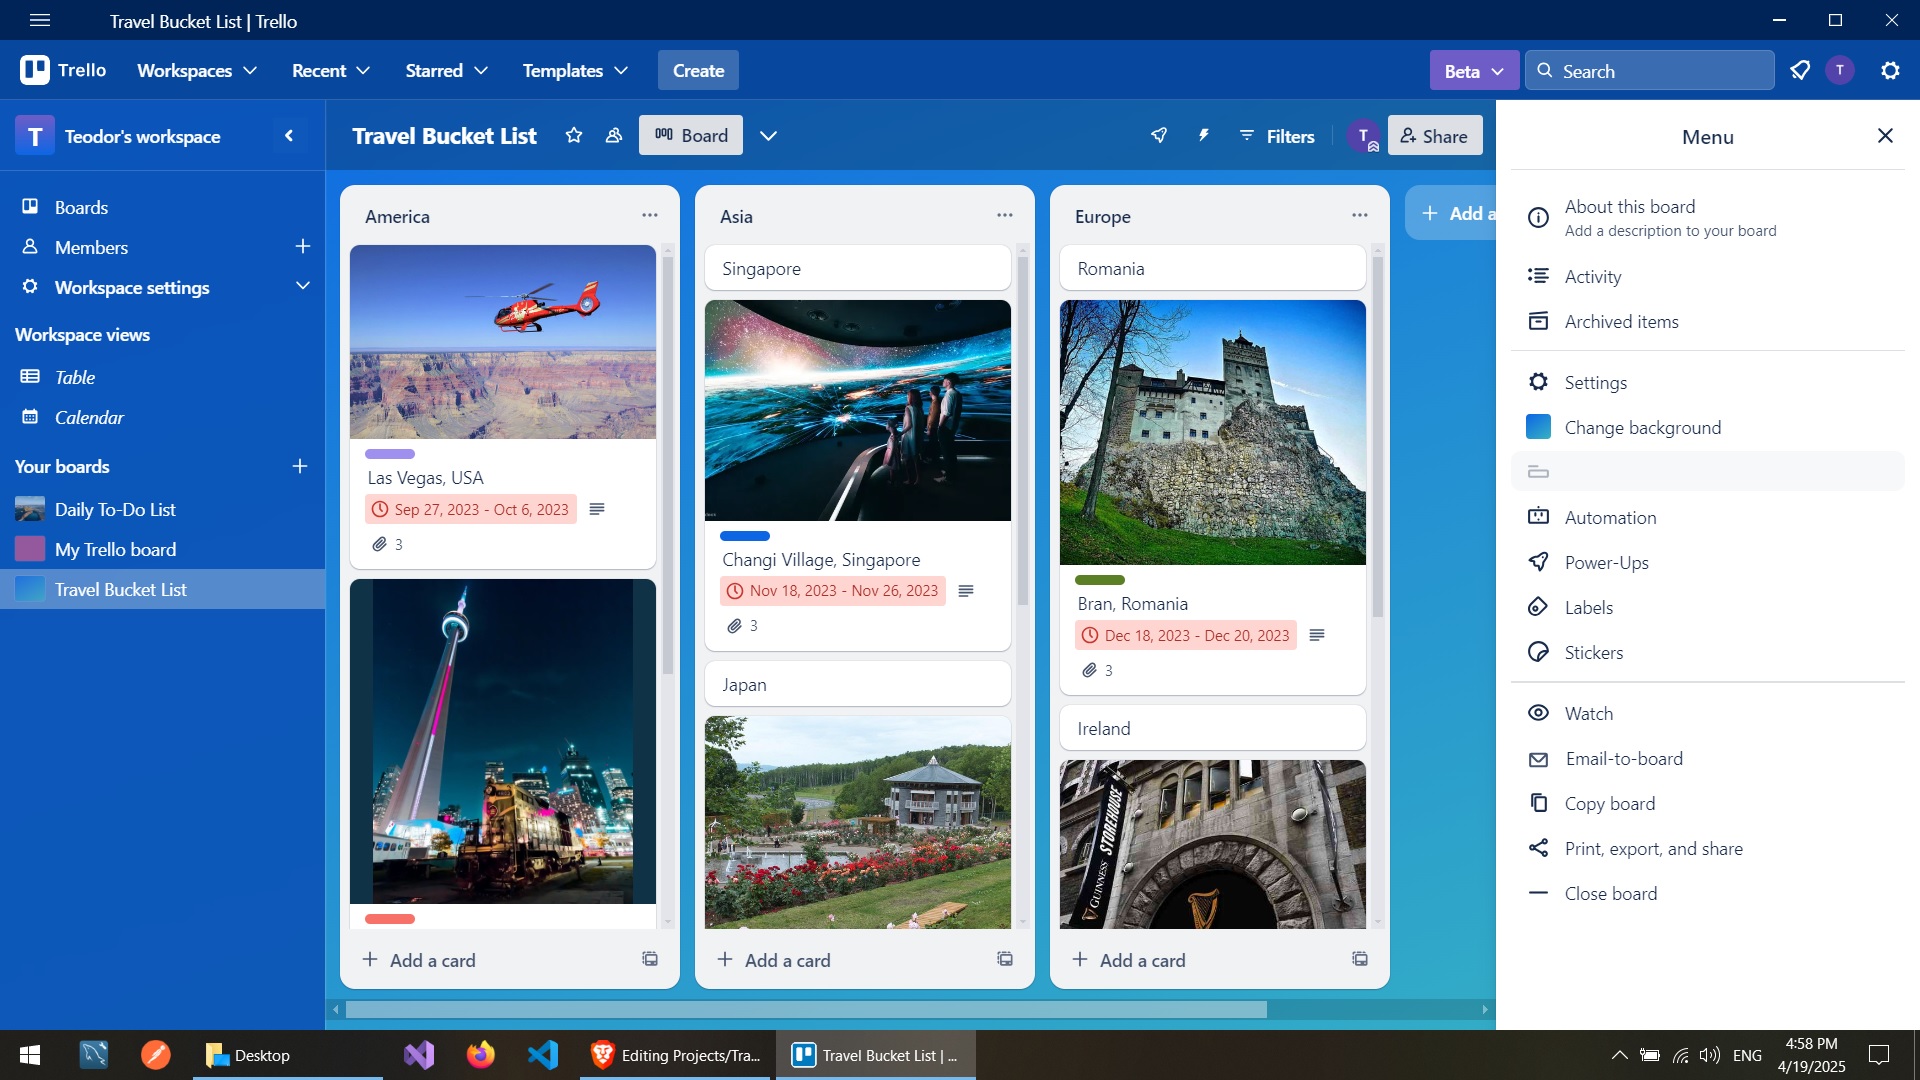 Travel Bucket List | Trello
Trello
Workspaces
Recent
Starred
Templates
Create
Beta
Search
T
T
Teodor's workspace
Boards
Members
Workspace settings
Workspace views
Table
Calendar
Your boards
Daily To-Do List
My Trello board
Travel Bucket List
Travel Bucket List
Board
Filters
T
Share
America
Las Vegas, USA
Sep 27, 2023 - Oct 6, 2023
3
Add a card
Asia
Singapore
Changi Village, Singapore
Nov 18, 2023 - Nov 26, 2023
3
Japan
Add a card
Europe
Romania
Bran, Romania
Dec 18, 2023 - Dec 20, 2023
3
Ireland
GUINNESS STOREHOUSE
Add a card
Add a
Menu
About this board
Add a description to your board
Activity
Archived items
Settings
Change background
Automation
Power-Ups
Labels
Stickers
Watch
Email-to-board
Copy board
Print, export, and share
Close board
Desktop
Editing Projects/Tra...
Travel Bucket List | ...
ENG
4:58 PM
4/19/2025